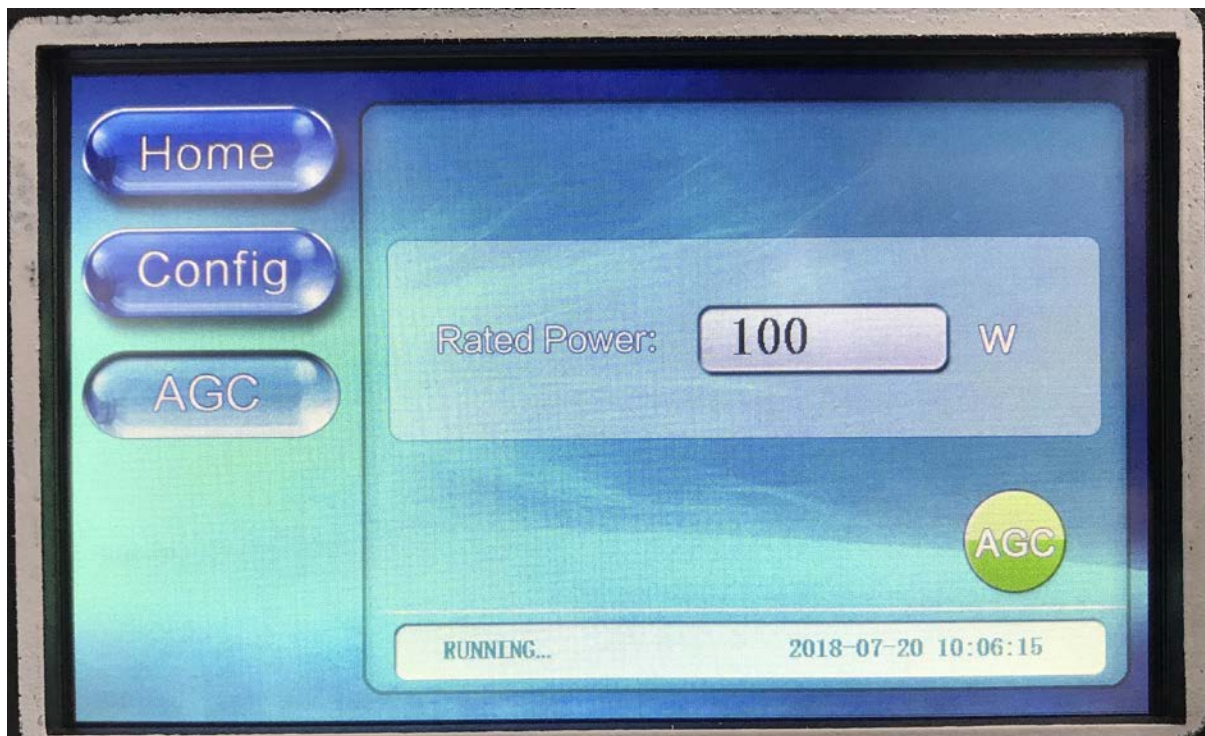 Home
Config
AGC
Rated Power: 100 W
AGC
RUNNING... 2018-07-20 10:06:15